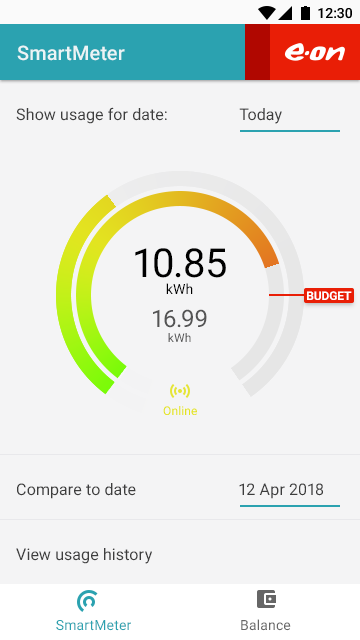 12:30
SmartMeter
e·on
Show usage for date:
Today
10.85
kWh
16.99
kWh
BUDGET
Online
Compare to date
12 Apr 2018
View usage history
SmartMeter
Balance